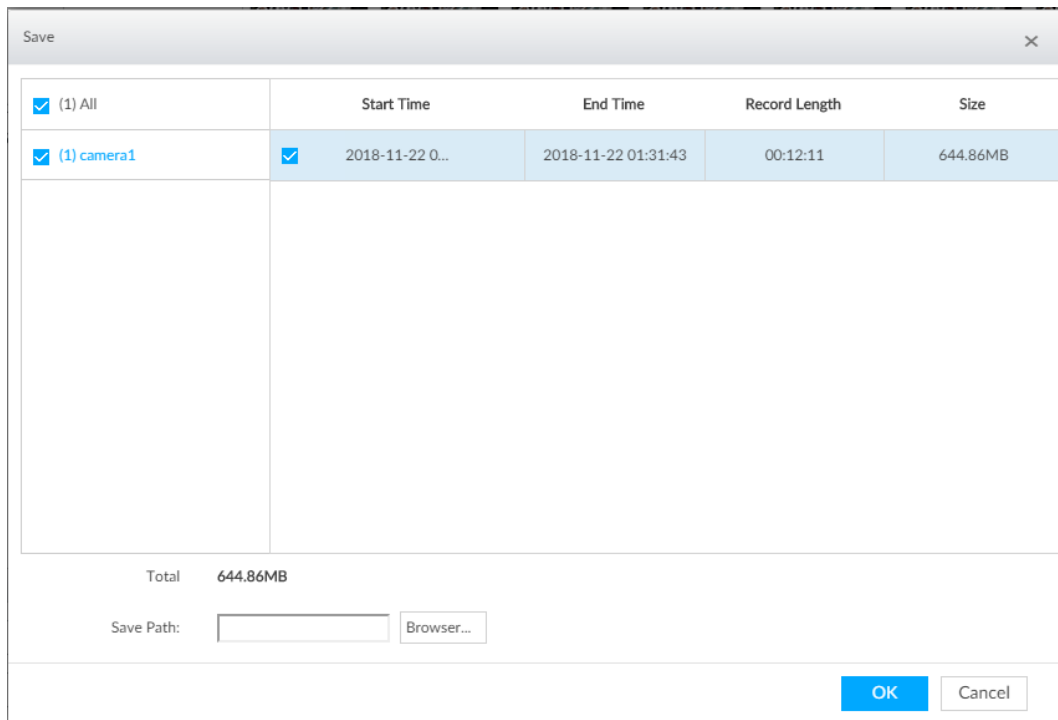 Save
(1) All Start Time End Time Record Length Size
(1) camera1 2018-11-22 0... 2018-11-22 01:31:43 00:12:11 644.86MB
Total 644.86MB
Save Path: Browser...
OK Cancel